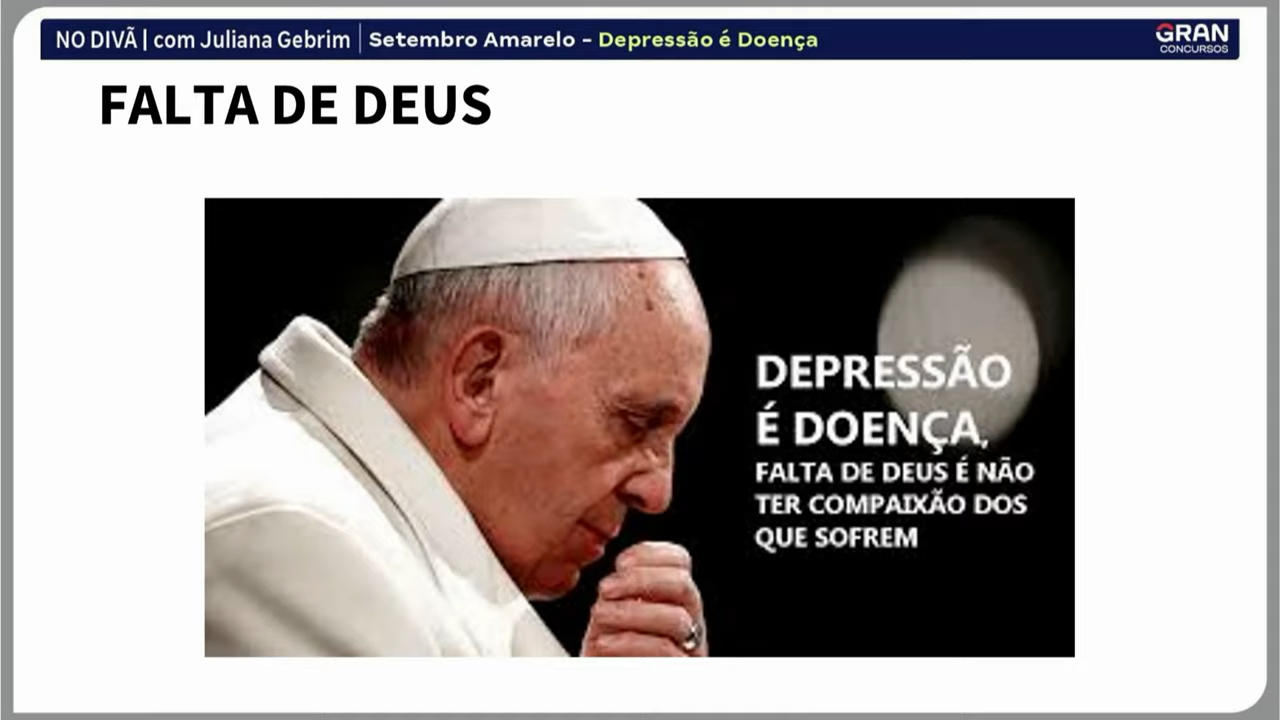 NO DIVÃ | com Juliana Gebrim | Setembro Amarelo – Depressão é Doença
GRAN
CONCURSOS
FALTA DE DEUS
DEPRESSÃO
É DOENÇA,
FALTA DE DEUS É NÃO
TER COMPAIXÃO DOS
QUE SOFREM